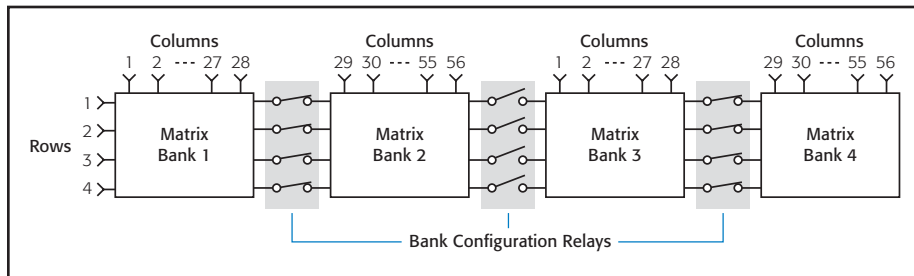 Columns Columns Columns Columns
1 2 --- 27 28 29 30 --- 55 56 1 2 --- 27 28 29 30 --- 55 56
1
2
Rows
3
4
Matrix Bank 1
Matrix Bank 2
Matrix Bank 3
Matrix Bank 4
Bank Configuration Relays